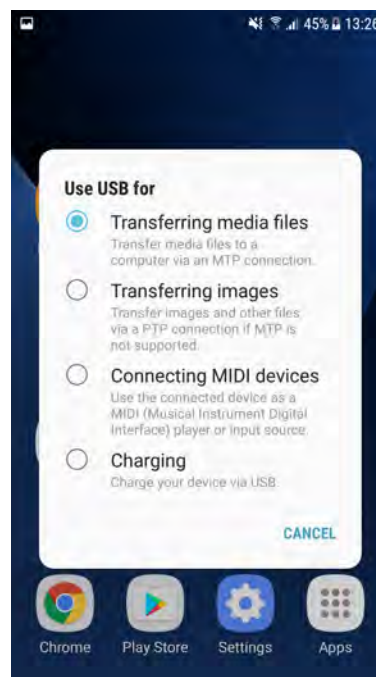 45% 13:26
Use USB for
Transferring media files
Transfer media files to a
computer via an MTP connection.
Transferring images
Transfer images and other files
via a PTP connection if MTP is
not supported.
Connecting MIDI devices
Use the connected device as a
MIDI (Musical Instrument Digital
Interface) player or input source.
Charging
Charge your device via USB.
CANCEL
Chrome Play Store Settings Apps